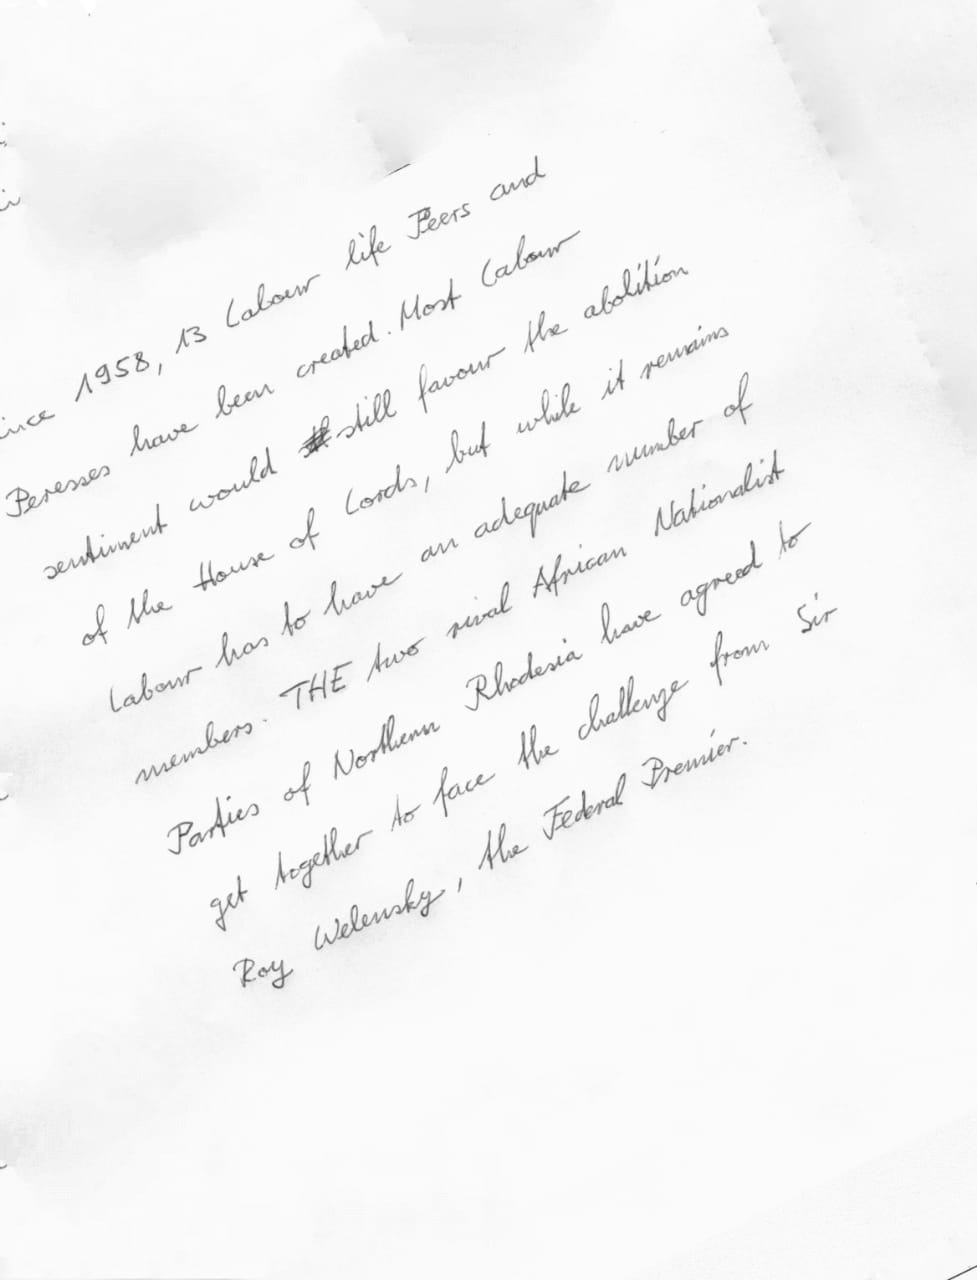 ince 1958, 13 Labour life Peers and
Peresses have been created. Most Labour
sentiment would still favour the abolition
of the House of Lords, but while it remains
Labour has to have an adequate number of
members. THE two rival African Nationalist
Parties of Northern Rhodesia have agreed to
get together to face the challenge from Sir
Roy Welensky, the Federal Premier.